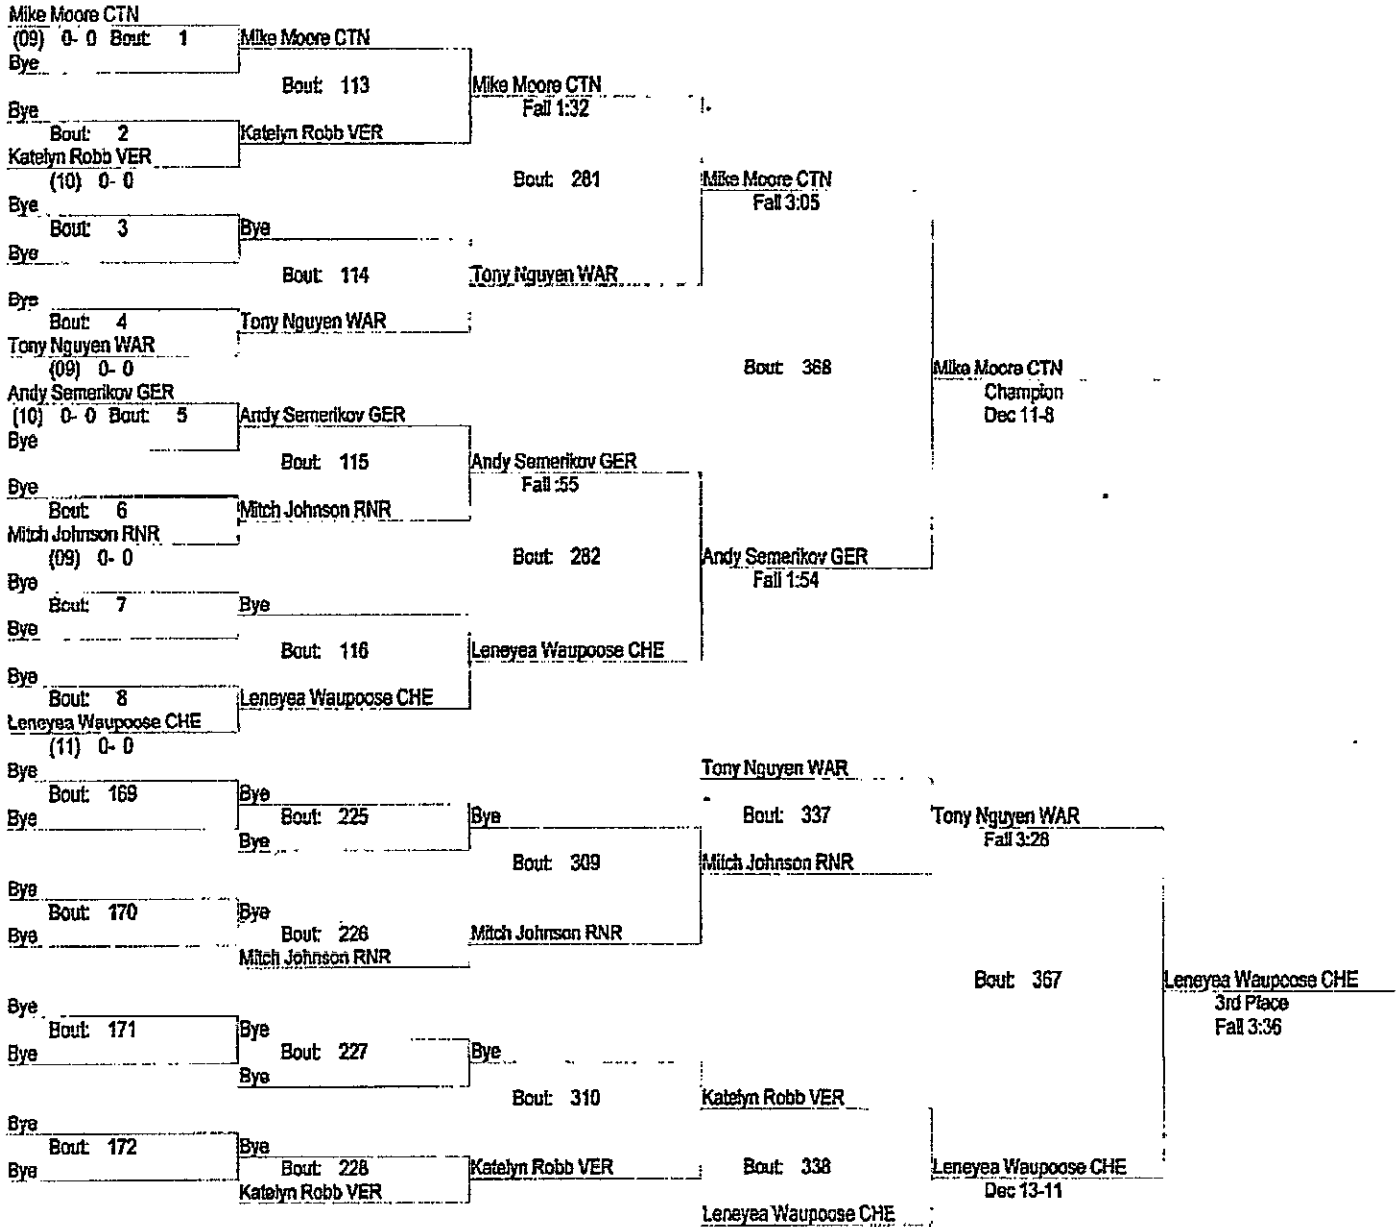 Mike Moore CTN
(09) 0- 0 Bout: 1
Bye
Bye
Bout: 2
Katelyn Robb VER
(10) 0- 0
Bye
Bout: 3
Bye
Bye
Bout: 4
Tony Nguyen WAR
(09) 0- 0
Andy Semerikov GER
(10) 0- 0 Bout: 5
Bye
Bye
Bout: 6
Mitch Johnson RNR
(09) 0- 0
Bye
Bout: 7
Bye
Bye
Bout: 8
Leneyea Waupoose CHE
(11) 0- 0
Mike Moore CTN
Bout: 113
Katelyn Robb VER
Bye
Bout: 114
Tony Nguyen WAR
Andy Semerikov GER
Bout: 115
Mitch Johnson RNR
Bye
Bout: 116
Leneyea Waupoose CHE
Mike Moore CTN
Fall 1:32
Bout: 281
Tony Nguyen WAR
Andy Semerikov GER
Fall :55
Bout: 282
Leneyea Waupoose CHE
Mike Moore CTN
Fall 3:05
Bout: 368
Andy Semerikov GER
Fall 1:54
Mike Moore CTN
Champion
Dec 11-8
Bye
Bout: 169
Bye
Bye
Bout: 170
Bye
Bye
Bout: 171
Bye
Bye
Bout: 172
Bye
Bye
Bout: 225
Bye
Bye
Bout: 226
Mitch Johnson RNR
Bye
Bout: 227
Bye
Bye
Bout: 228
Katelyn Robb VER
Bye
Bout: 309
Mitch Johnson RNR
Bye
Bout: 310
Katelyn Robb VER
Tony Nguyen WAR
Bout: 337
Mitch Johnson RNR
Katelyn Robb VER
Bout: 338
Leneyea Waupoose CHE
Tony Nguyen WAR
Fall 3:28
Bout: 367
Leneyea Waupoose CHE
Dec 13-11
Leneyea Waupoose CHE
3rd Place
Fall 3:36